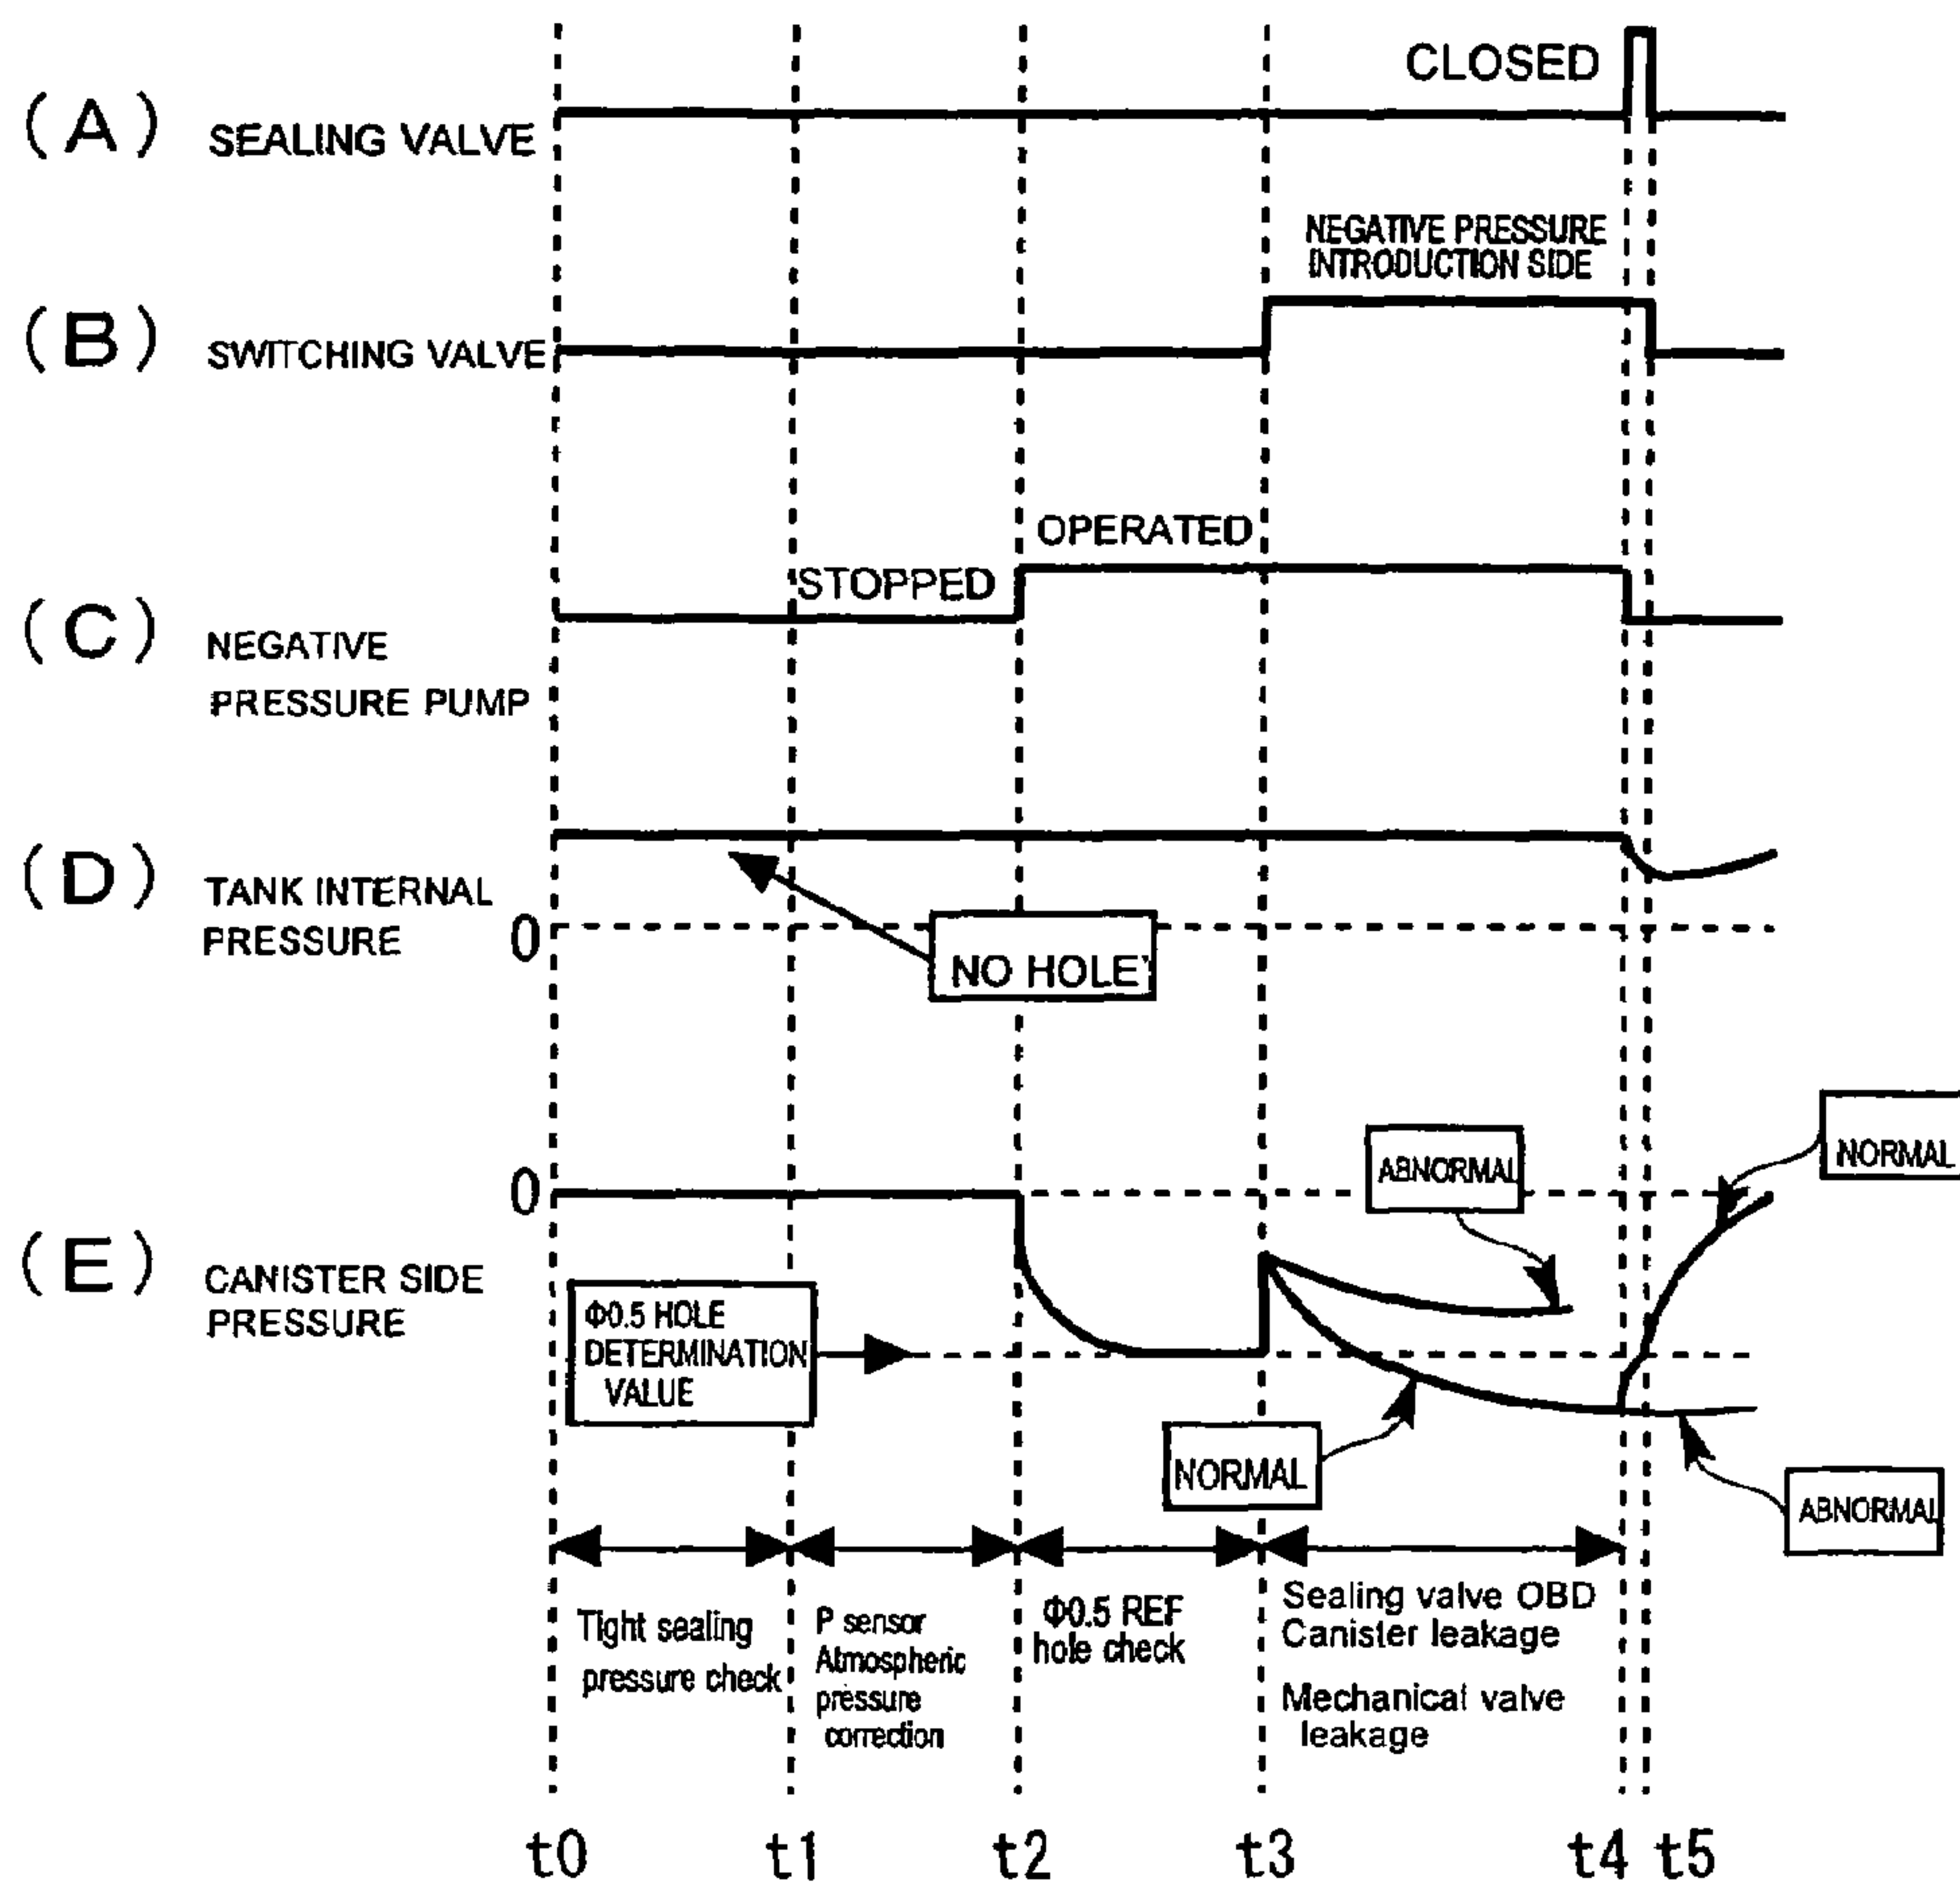 CLOSED
(A) SEALING VALVE
NEGATIVE PRESSURE
INTRODUCTION SIDE
(B) SWITCHING VALVE
OPERATED
STOPPED
(C) NEGATIVE
PRESSURE PUMP
(D) TANK INTERNAL
PRESSURE
0
NO HOLE
NORMAL
ABNORMAL
0
(E) CANISTER SIDE
PRESSURE
Φ0.5 HOLE
DETERMINATION
VALUE
NORMAL
ABNORMAL
Tight sealing
pressure check
P sensor
Atmospheric
pressure
correction
Φ0.5 REF
hole check
Sealing valve OBD
Canister leakage
Mechanical valve
leakage
t0 t1 t2 t3 t4 t5